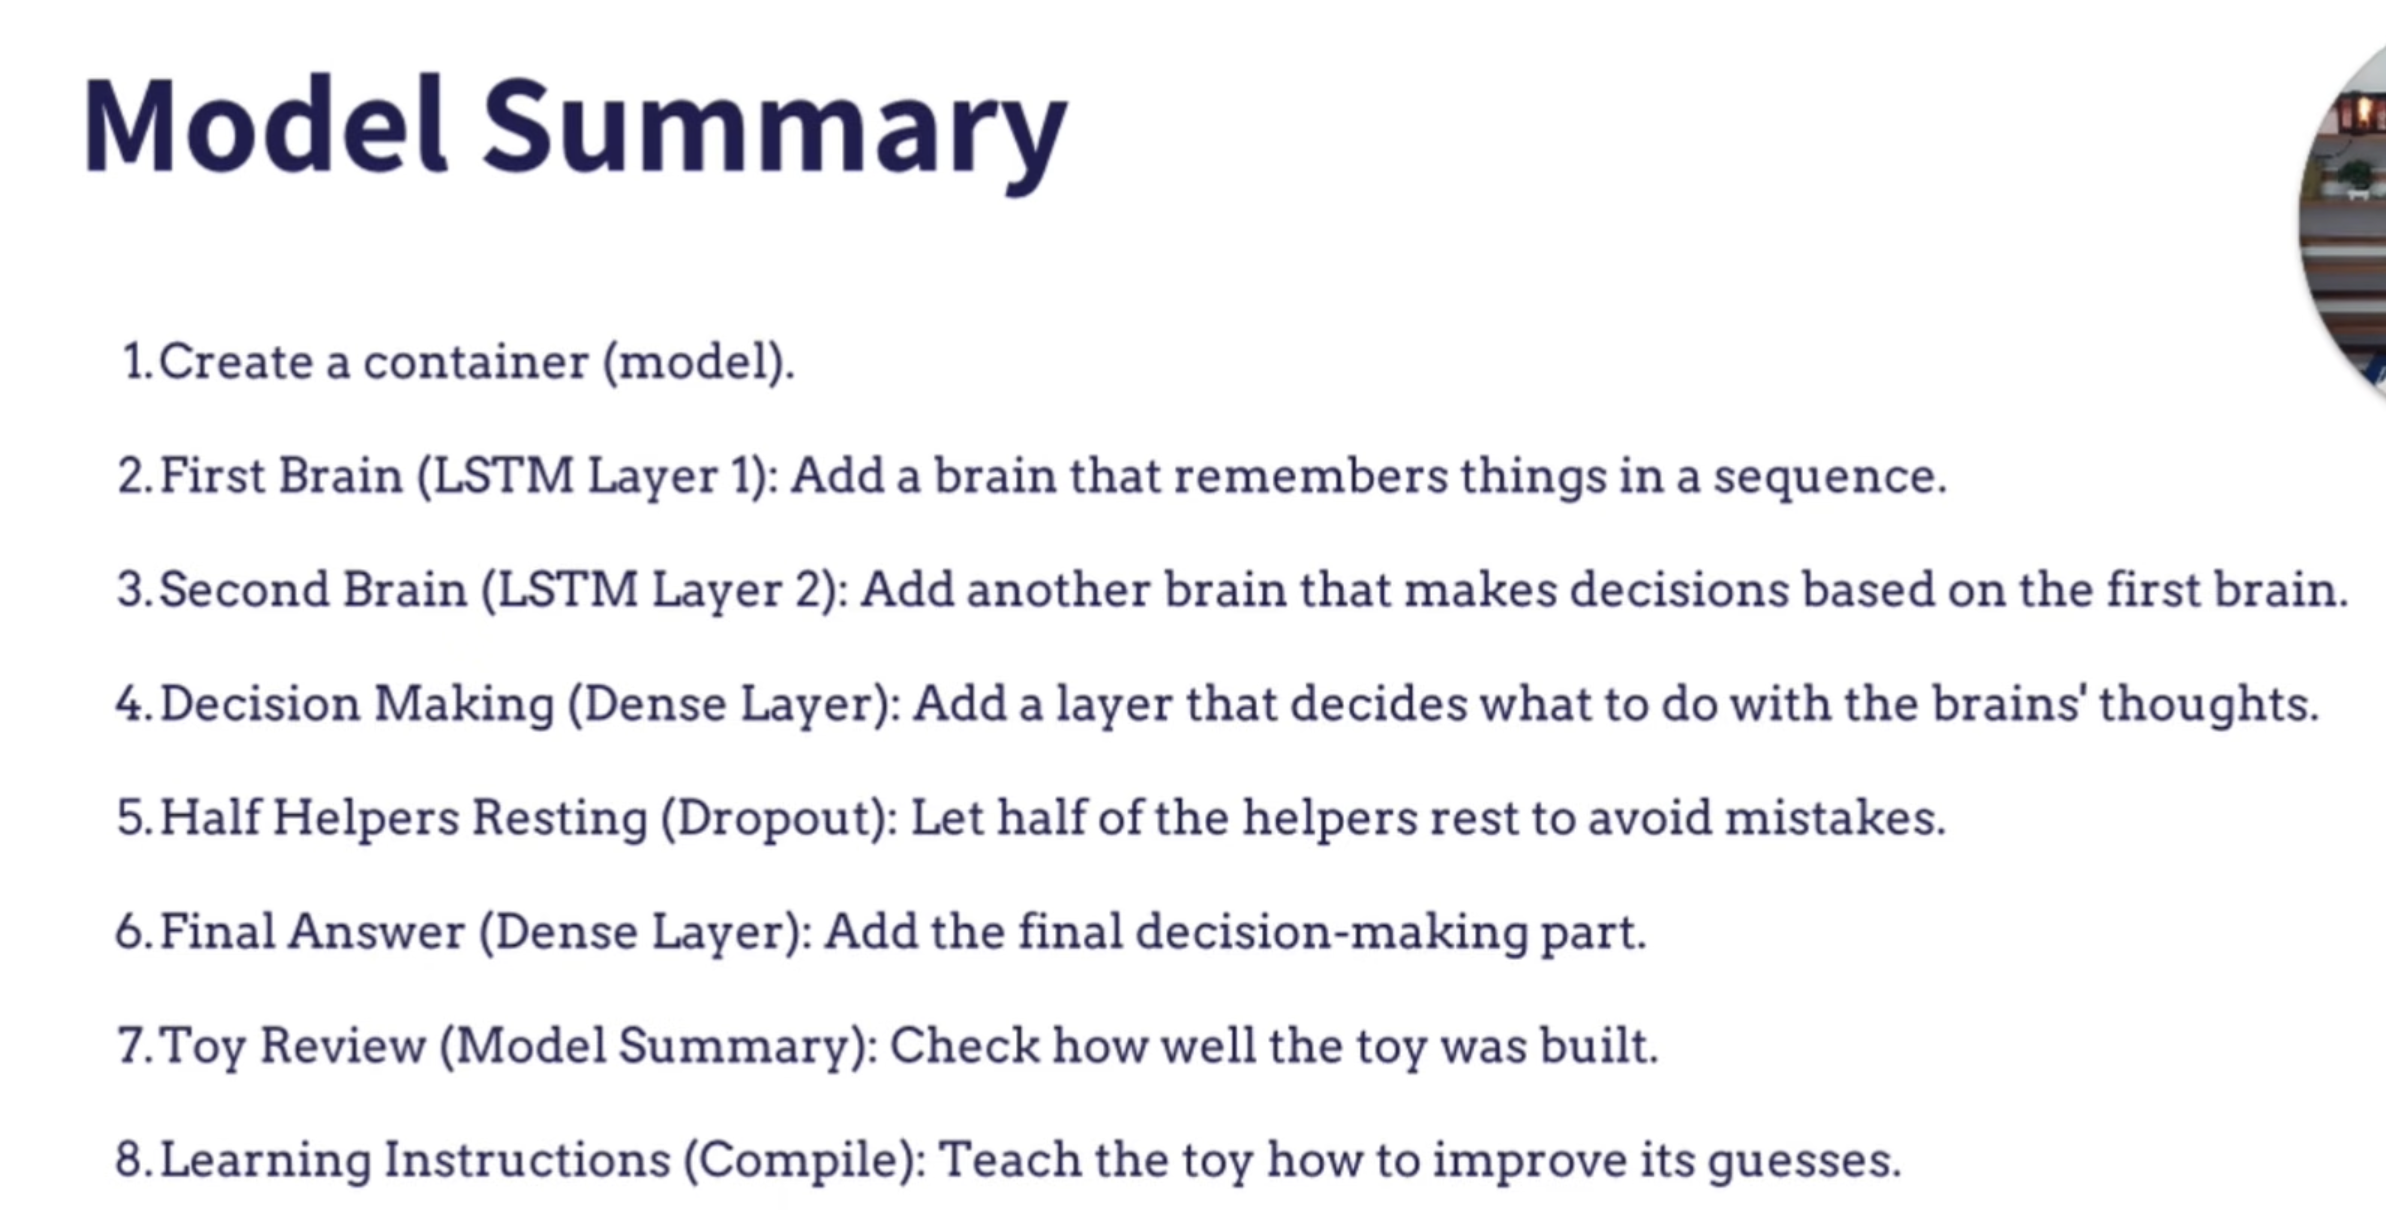 Model Summary
1. Create a container (model).
2. First Brain (LSTM Layer 1): Add a brain that remembers things in a sequence.
3. Second Brain (LSTM Layer 2): Add another brain that makes decisions based on the first brain.
4. Decision Making (Dense Layer): Add a layer that decides what to do with the brains' thoughts.
5. Half Helpers Resting (Dropout): Let half of the helpers rest to avoid mistakes.
6. Final Answer (Dense Layer): Add the final decision-making part.
7. Toy Review (Model Summary): Check how well the toy was built.
8. Learning Instructions (Compile): Teach the toy how to improve its guesses.